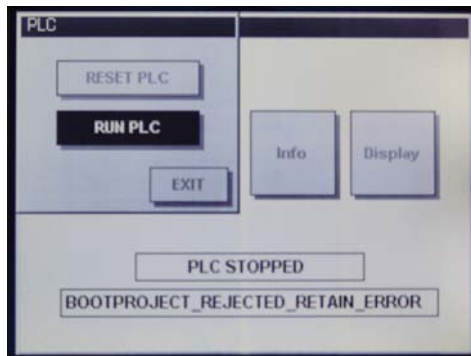 PLC
RESET PLC
RUN PLC
Info
Display
EXIT
PLC STOPPED
BOOTPROJECT_REJECTED_RETAIN_ERROR